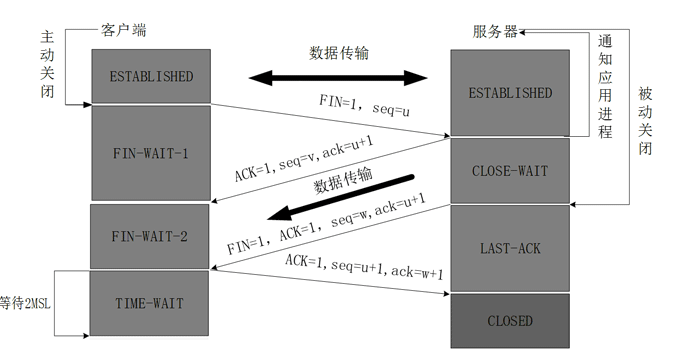 客户端
服务器
主动关闭
数据传输
通知应用进程
ESTABLISHED
ESTABLISHED
FIN=1, seq=u
被动关闭
FIN-WAIT-1
ACK=1,seq=v,ack=u+1
CLOSE-WAIT
数据传输
FIN-WAIT-2
FIN=1, ACK=1, seq=w,ack=u+1
LAST-ACK
ACK=1,seq=u+1,ack=w+1
等待2MSL
TIME-WAIT
CLOSED